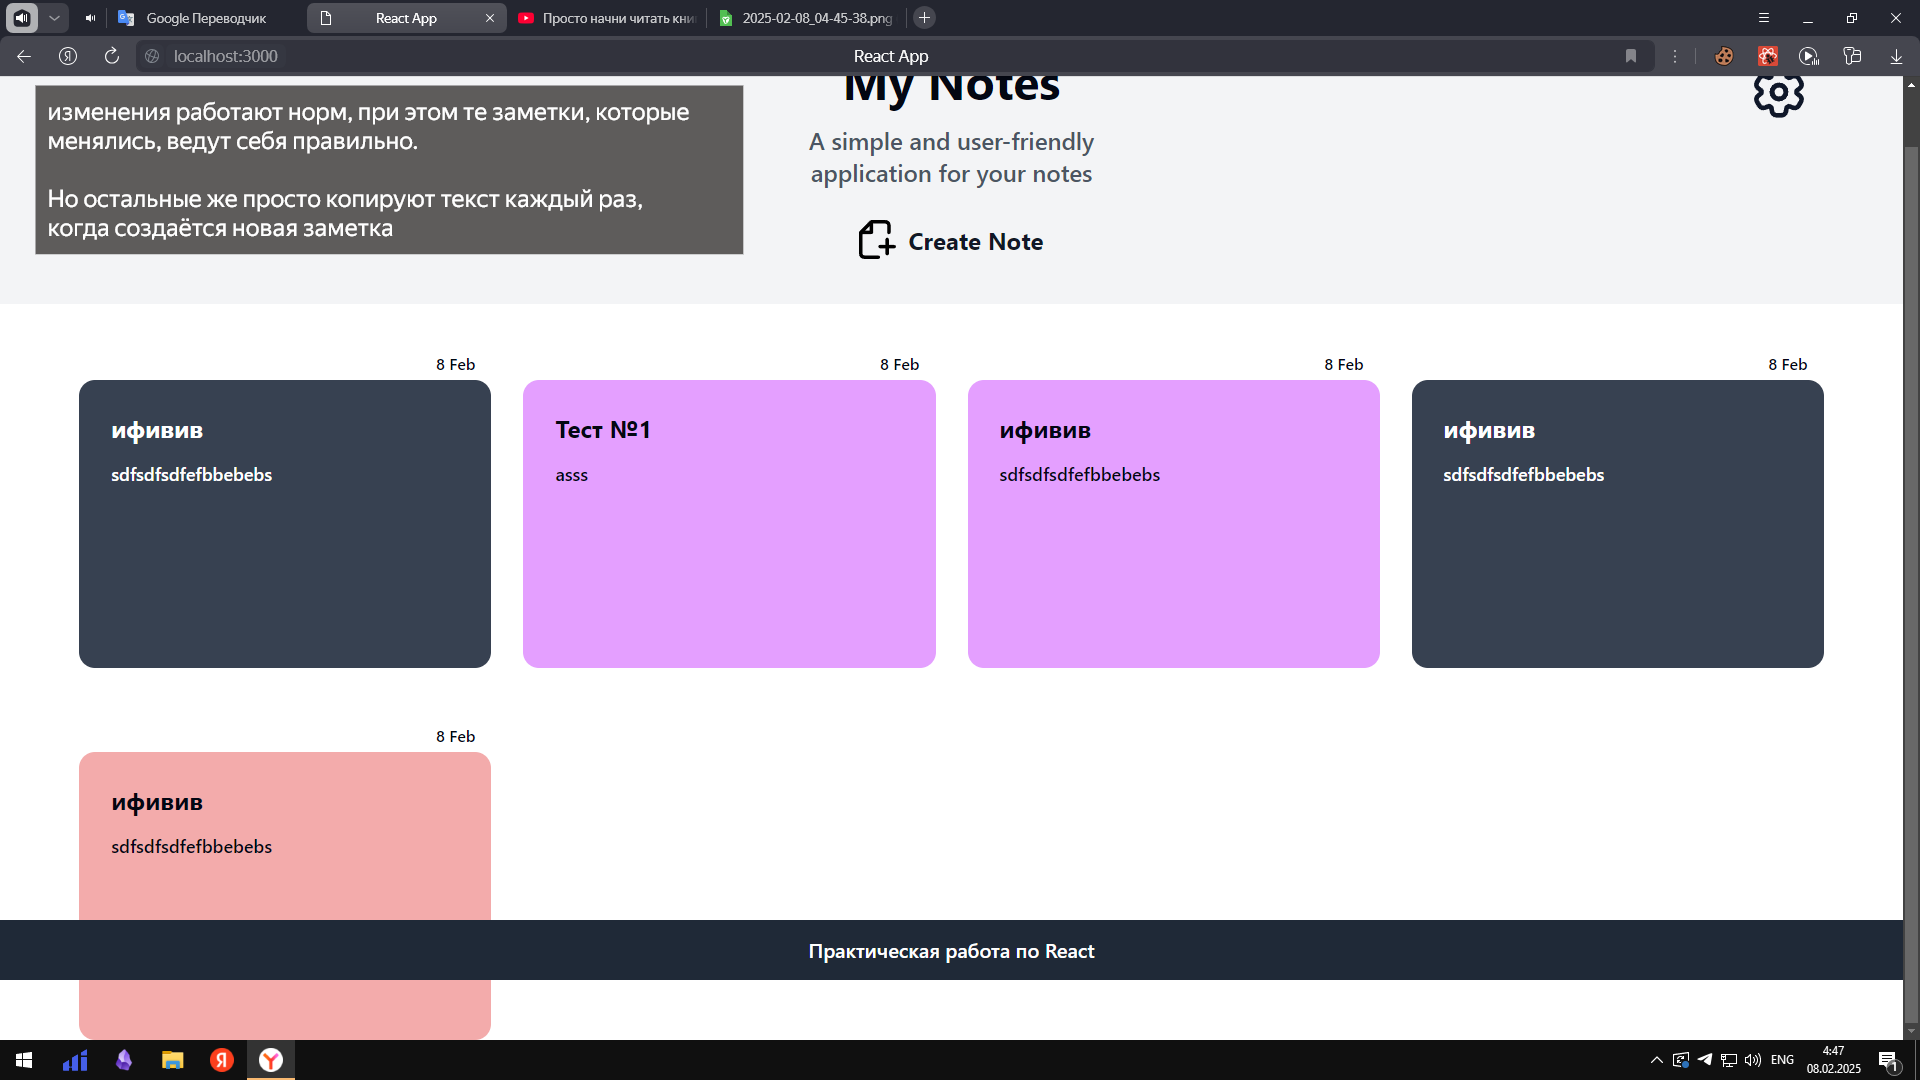 Google Переводчик
React App
Просто начни читать кни
2025-02-08_04-45-38.png
localhost:3000
React App
My Notes
изменения работают норм, при этом те заметки, которые
менялись, ведут себя правильно.
Но остальные же просто копируют текст каждый раз,
когда создаётся новая заметка
A simple and user-friendly
application for your notes
Create Note
8 Feb
8 Feb
8 Feb
8 Feb
ифивив
sdfsdfsdfefbbebebs
Тест №1
asss
ифивив
sdfsdfsdfefbbebebs
ифивив
sdfsdfsdfefbbebebs
8 Feb
ифивив
sdfsdfsdfefbbebebs
Практическая работа по React
ENG
4:47
08.02.2025
1